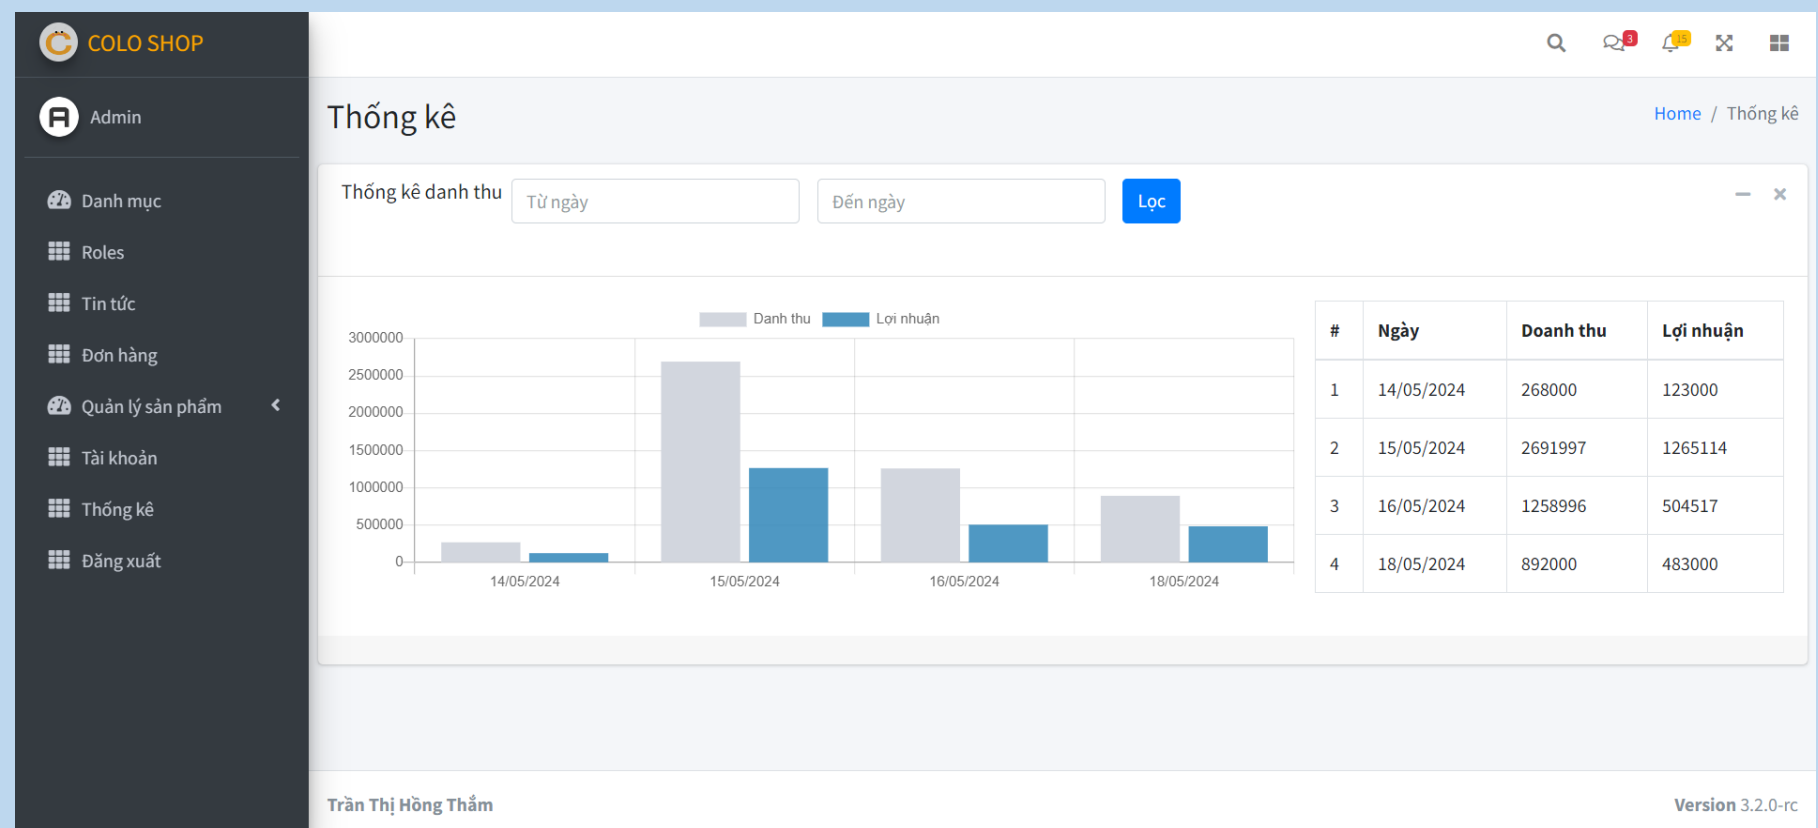 COLO SHOP
3
15
Admin
Thống kê
Home / Thống kê
Danh mục
Roles
Tin tức
Đơn hàng
Quản lý sản phẩm
Tài khoản
Thống kê
Đăng xuất
Thống kê danh thu
Từ ngày
Đến ngày
Lọc
Danh thu
Lợi nhuận
3000000
2500000
2000000
1500000
1000000
500000
0
14/05/2024
15/05/2024
16/05/2024
18/05/2024
# Ngày Doanh thu Lợi nhuận
1 14/05/2024 268000 123000
2 15/05/2024 2691997 1265114
3 16/05/2024 1258996 504517
4 18/05/2024 892000 483000
Trần Thị Hồng Thắm
Version 3.2.0-rc